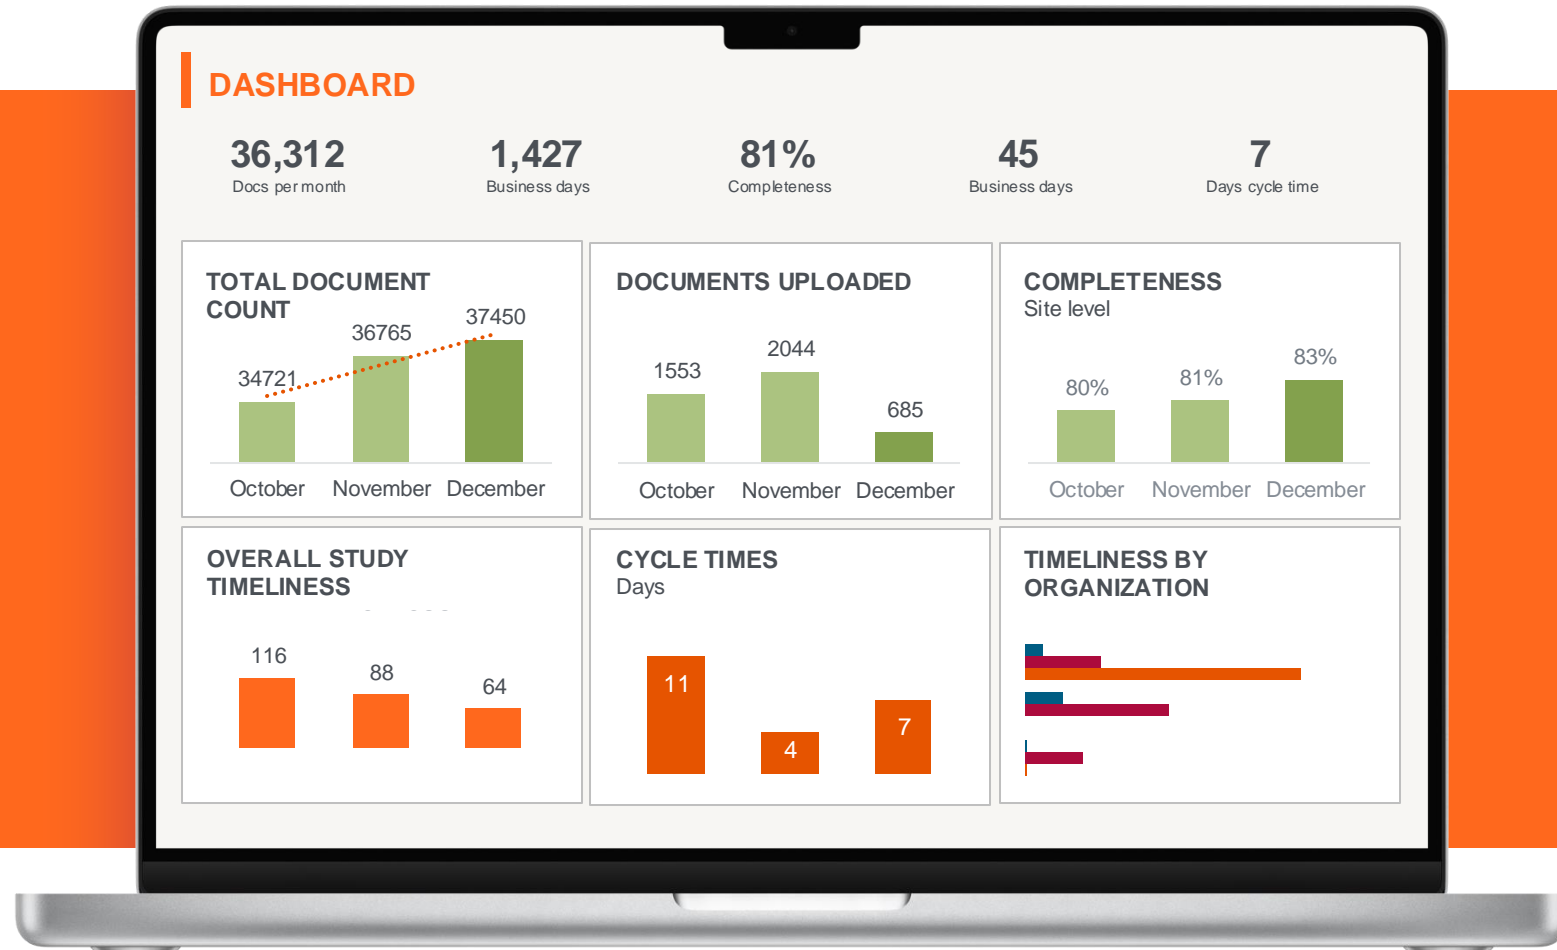 DASHBOARD
36,312
Docs per month
1,427
Business days
81%
Completeness
45
Business days
7
Days cycle time
TOTAL DOCUMENT
COUNT
34721
36765
37450
October November December
DOCUMENTS UPLOADED
1553
2044
685
October November December
COMPLETENESS
Site level
80%
81%
83%
October November December
OVERALL STUDY
TIMELINESS
116
88
64
CYCLE TIMES
Days
11
4
7
TIMELINESS BY
ORGANIZATION